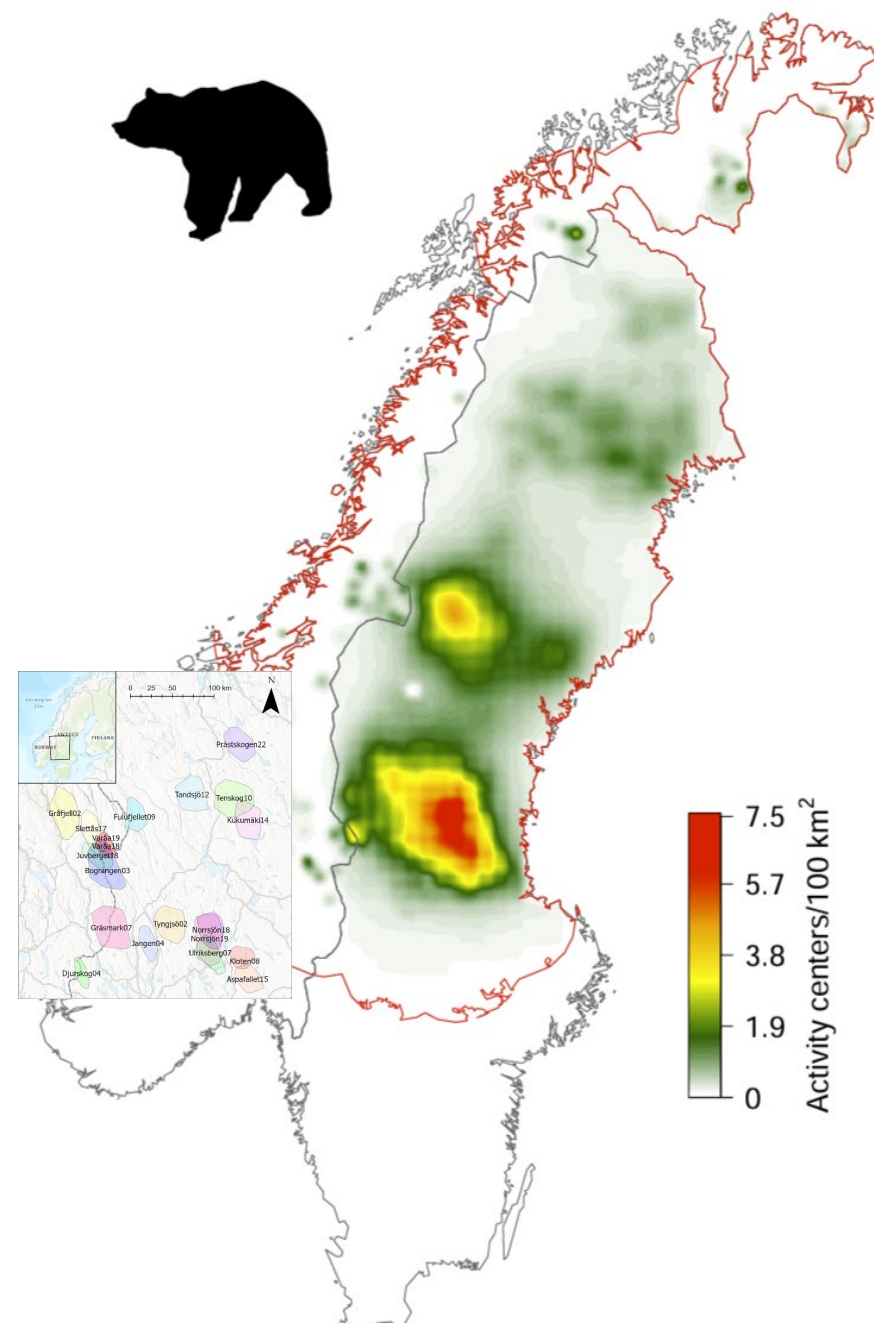 Norwegian
Sea
SWEDEN
NORWAY
FINLAND
0 25 50 100 km
N
Prästskogen22
Tandsjö12
Tenskog10
Gräfjell02
Fulufjellet09
Kukumäki14
Slettås17
Varåa19
Varåa18
Juvberget18
Bograngen03
Gräsmark07
Tyngsjö02
Norrsjön18
Norrsjön19
Jangen04
Ulriksberg07
Kloten08
Djurskog04
Aspafallet15
7.5
5.7
3.8
1.9
0
Activity centers/100 km²